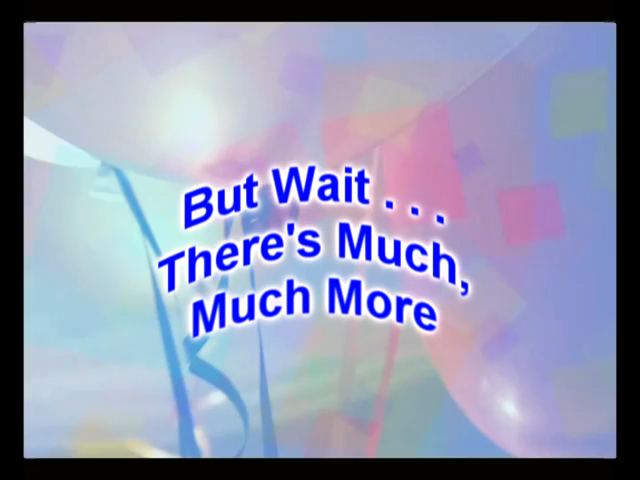 But Wait . . .
There's Much,
Much More